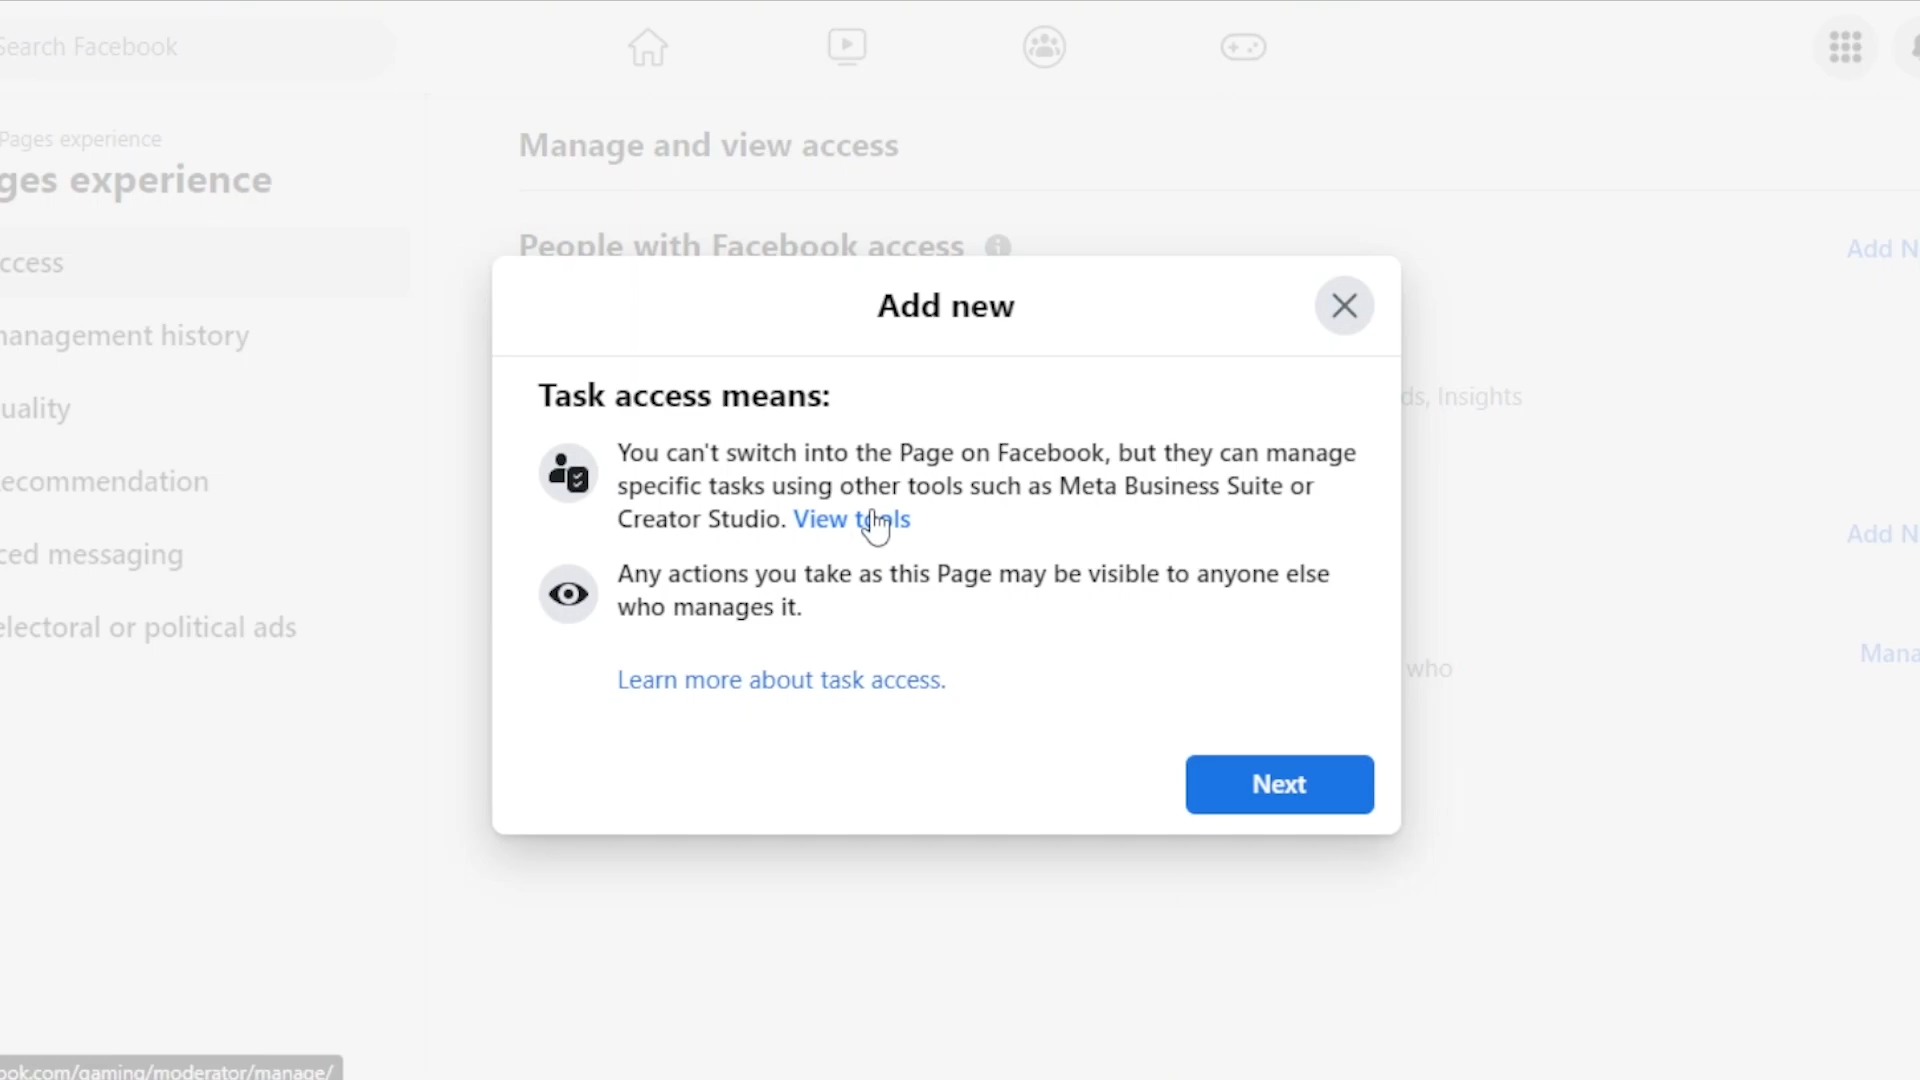 Search Facebook
Pages experience
ges experience
ccess
management history
uality
ecommendation
ced messaging
electoral or political ads
Manage and view access
People with Facebook access
Add N
ds, Insights
Add N
who
Mana
Add new
Task access means:
You can't switch into the Page on Facebook, but they can manage
specific tasks using other tools such as Meta Business Suite or
Creator Studio. View tools
Any actions you take as this Page may be visible to anyone else
who manages it.
Learn more about task access.
Next
ook.com/gaming/moderator/manage/